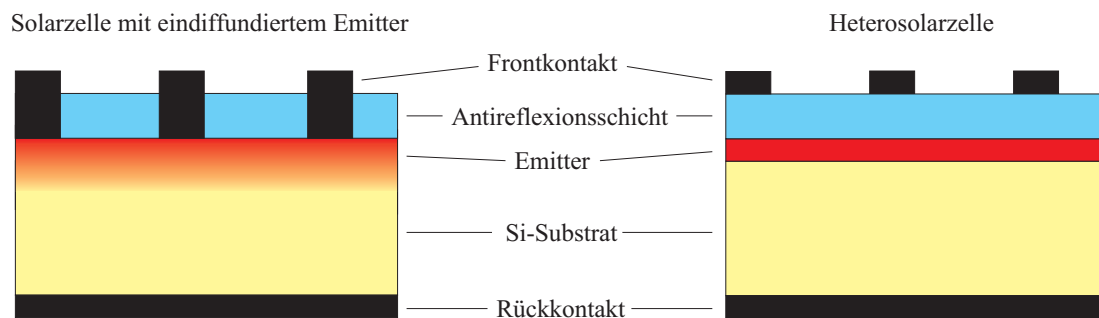 Solarzelle mit eindiffundiertem Emitter
Heterosolarzelle
Frontkontakt
Antireflexionsschicht
Emitter
Si-Substrat
Rückkontakt